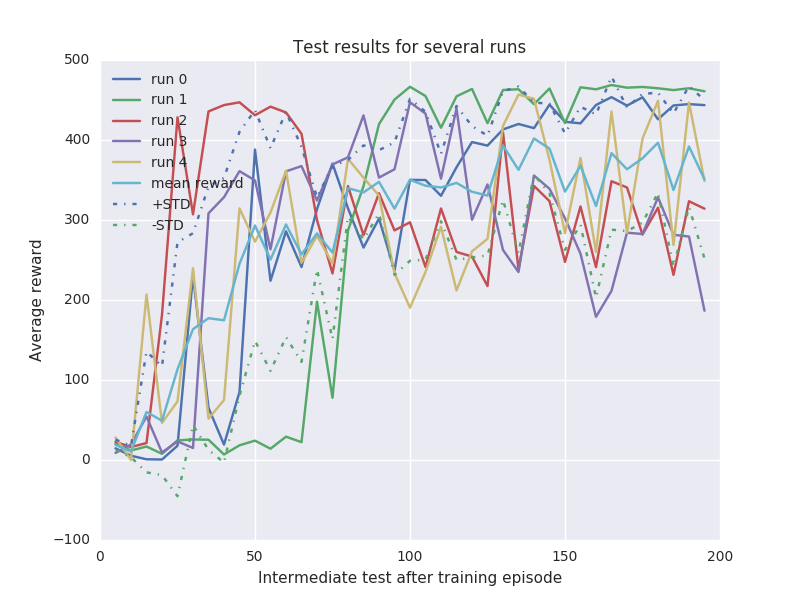 Test results for several runs
500
400
300
200
100
0
−100
run 0
run 1
run 2
run 3
run 4
mean reward
+STD
-STD
Average reward
0
50
100
150
200
Intermediate test after training episode